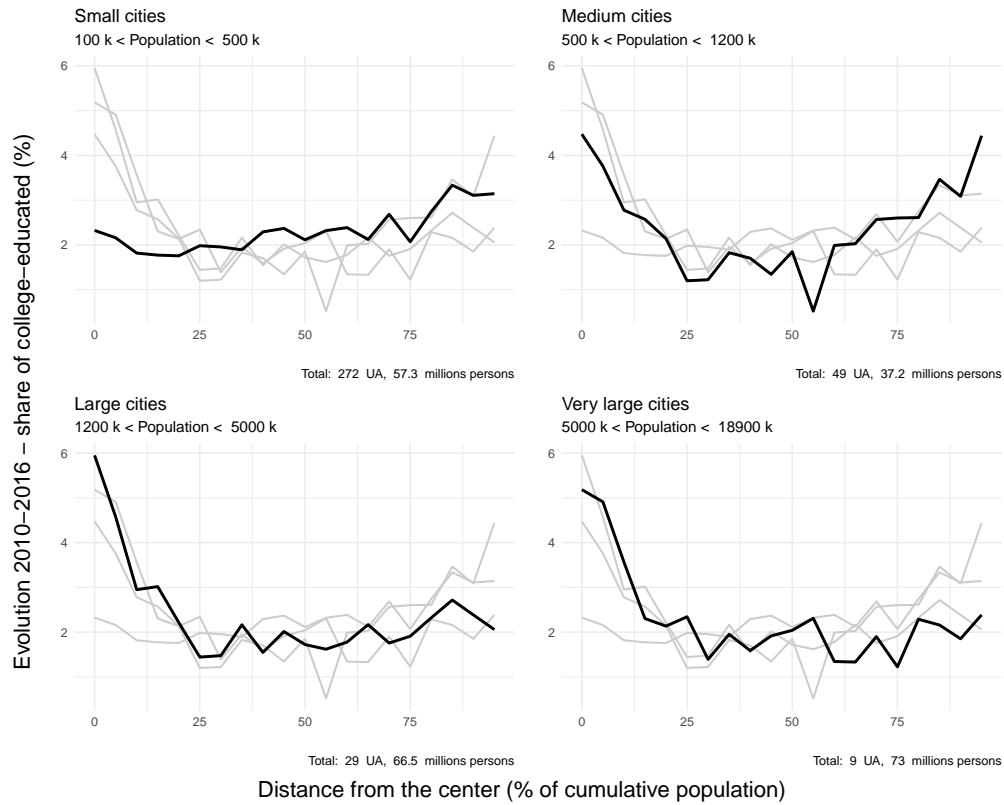 Small cities
100 k < Population < 500 k
Medium cities
500 k < Population < 1200 k
6
4
2
0
25
50
75
0
25
50
75
Total: 272 UA, 57.3 millions persons
Total: 49 UA, 37.2 millions persons
Large cities
1200 k < Population < 5000 k
Very large cities
5000 k < Population < 18900 k
6
4
2
6
4
2
0
25
50
75
6
4
2
0
25
50
75
Total: 29 UA, 66.5 millions persons
Total: 9 UA, 73 millions persons
Distance from the center (% of cumulative population)
Evolution 2010−2016 − share of college−educated (%)